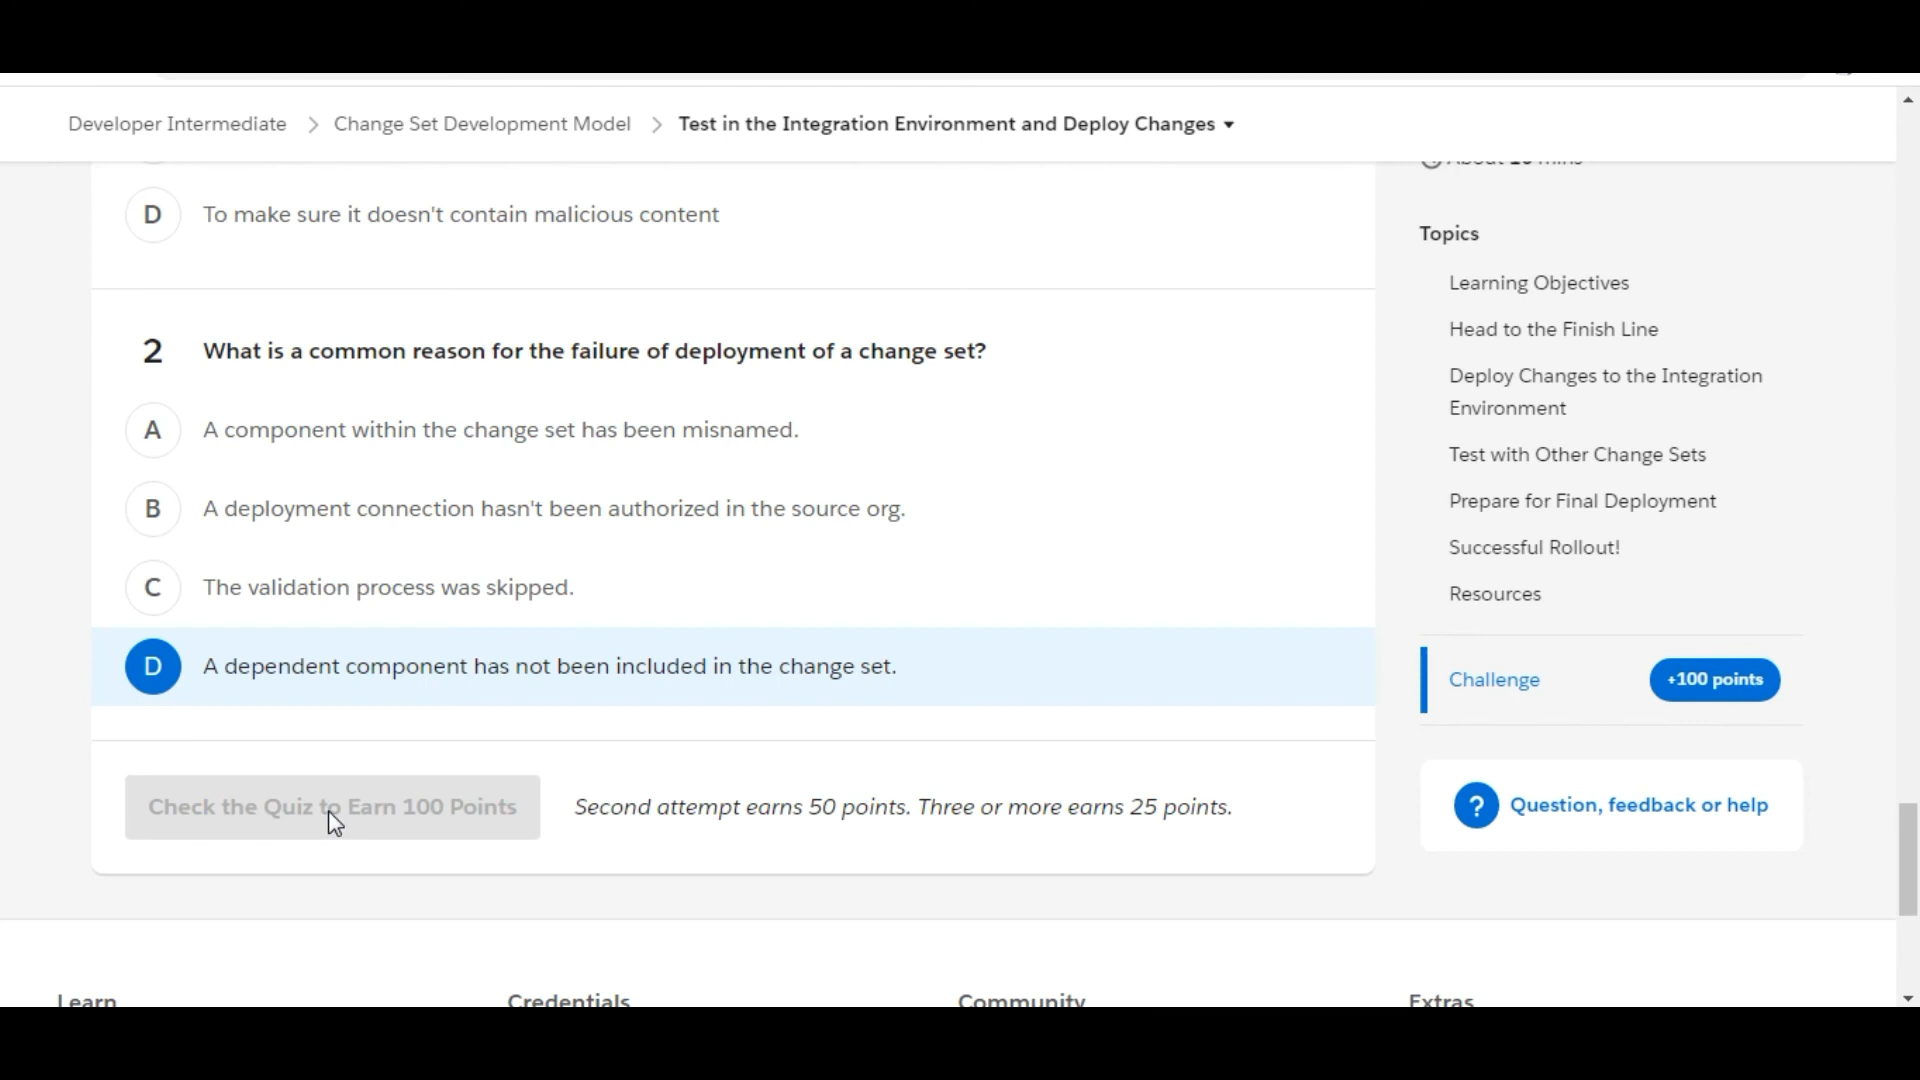 Developer Intermediate > Change Set Development Model > Test in the Integration Environment and Deploy Changes
About 10 mins
D To make sure it doesn't contain malicious content
2 What is a common reason for the failure of deployment of a change set?
A A component within the change set has been misnamed.
B A deployment connection hasn't been authorized in the source org.
C The validation process was skipped.
D A dependent component has not been included in the change set.
Check the Quiz to Earn 100 Points Second attempt earns 50 points. Three or more earns 25 points.
Topics
Learning Objectives
Head to the Finish Line
Deploy Changes to the Integration
Environment
Test with Other Change Sets
Prepare for Final Deployment
Successful Rollout!
Resources
Challenge +100 points
? Question, feedback or help
Learn Credentials Community Extras